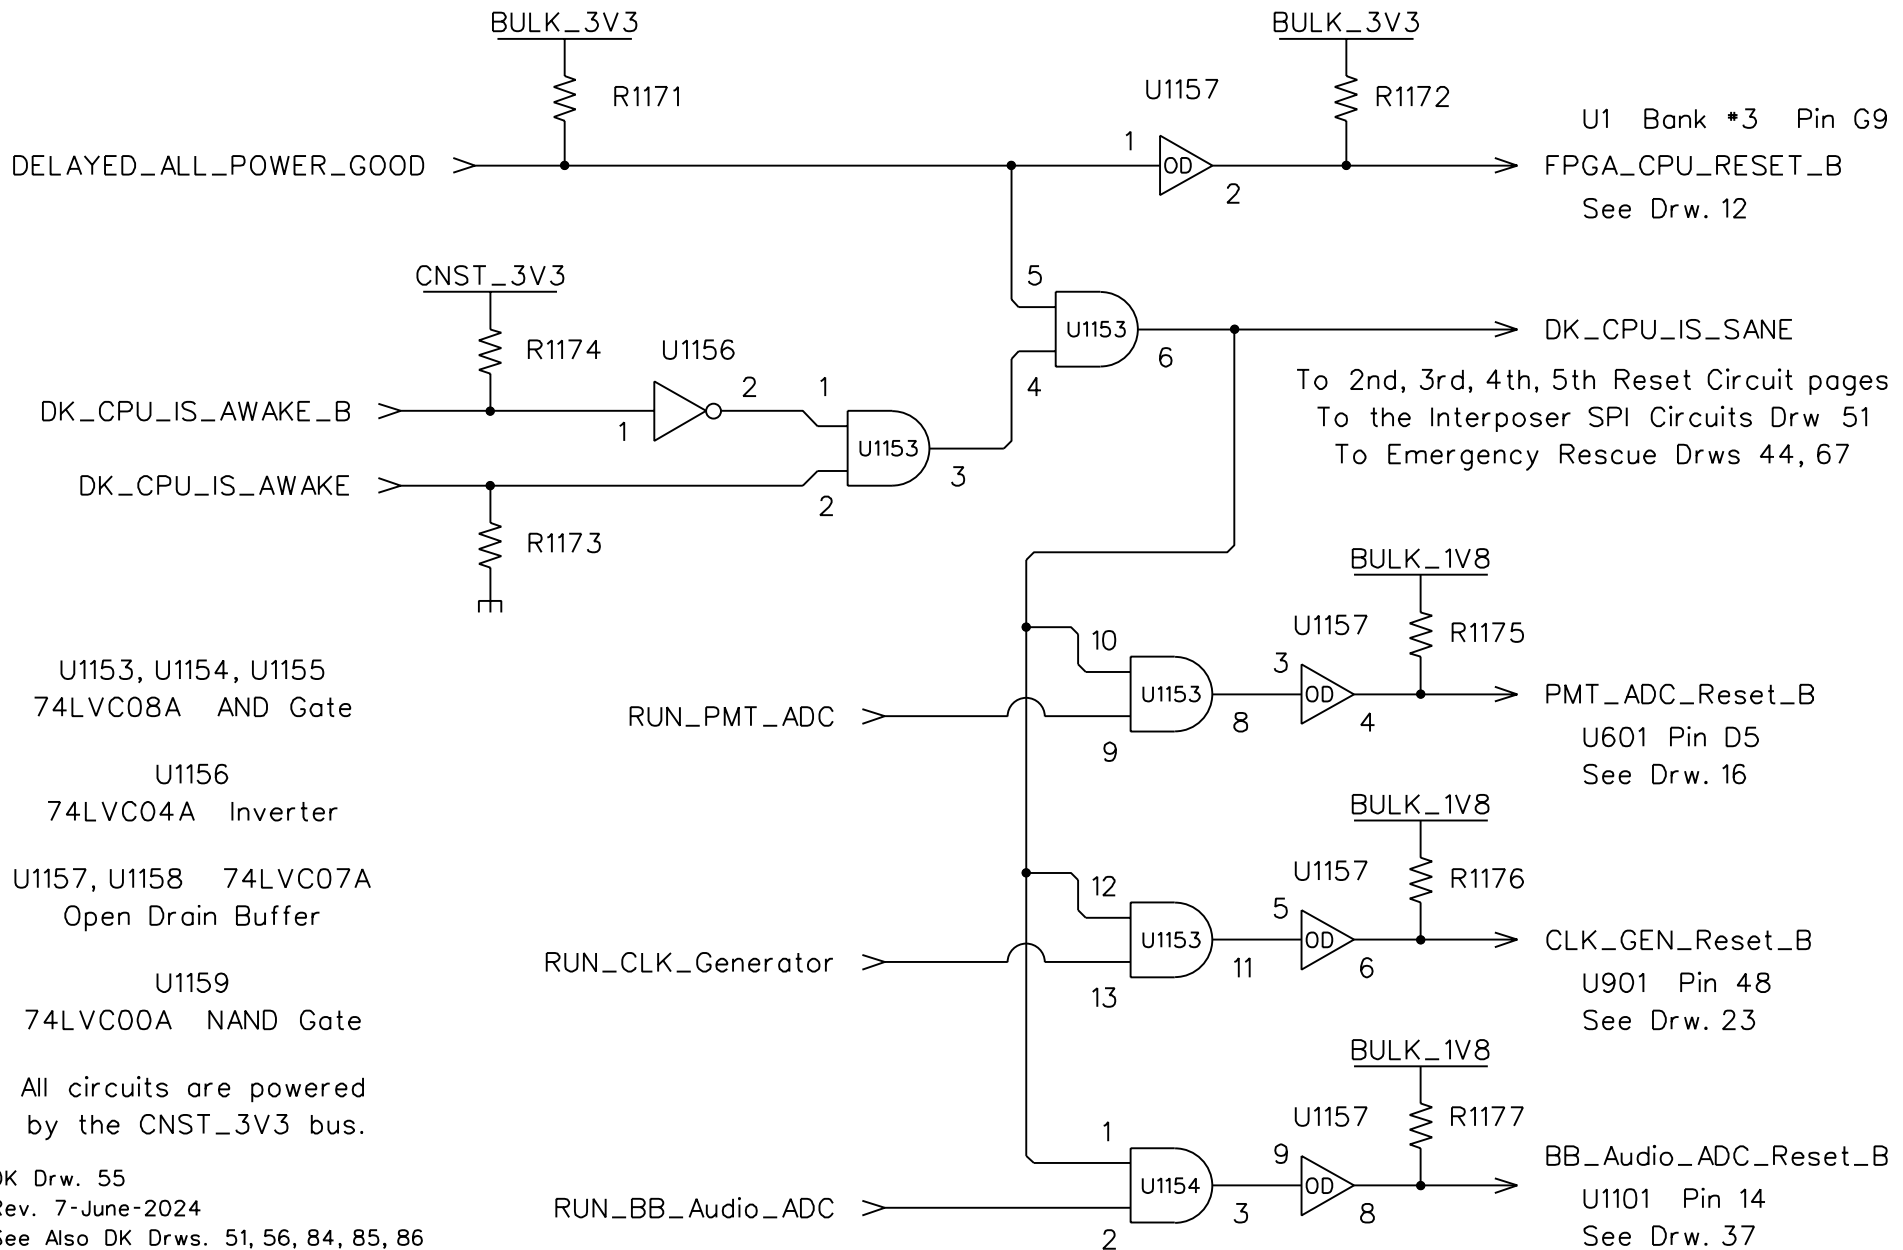 BULK_3V3
BULK_3V3
R1171
U1157
R1172
U1 Bank #3 Pin G9
DELAYED_ALL_POWER_GOOD
1
OD
2
FPGA_CPU_RESET_B
See Drw. 12
CNST_3V3
R1174
U1156
5
U1153
6
4
DK_CPU_IS_SANE
To 2nd, 3rd, 4th, 5th Reset Circuit pages
To the Interposer SPI Circuits Drw 51
To Emergency Rescue Drws 44, 67
DK_CPU_IS_AWAKE_B
1
2
1
U1153
3
2
DK_CPU_IS_AWAKE
R1173
BULK_1V8
U1157
R1175
U1153, U1154, U1155
74LVC08A AND Gate
RUN_PMT_ADC
10
U1153
9
8
3
OD
4
PMT_ADC_Reset_B
U601 Pin D5
See Drw. 16
U1156
74LVC04A Inverter
BULK_1V8
U1157
R1176
U1157, U1158 74LVC07A
Open Drain Buffer
RUN_CLK_Generator
12
U1153
13
11
5
OD
6
CLK_GEN_Reset_B
U901 Pin 48
See Drw. 23
U1159
74LVC00A NAND Gate
BULK_1V8
U1157
R1177
All circuits are powered
by the CNST_3V3 bus.
RUN_BB_Audio_ADC
1
U1154
2
3
9
OD
8
BB_Audio_ADC_Reset_B
U1101 Pin 14
See Drw. 37
DK Drw. 55
Rev. 7-June-2024
See Also DK Drws. 51, 56, 84, 85, 86